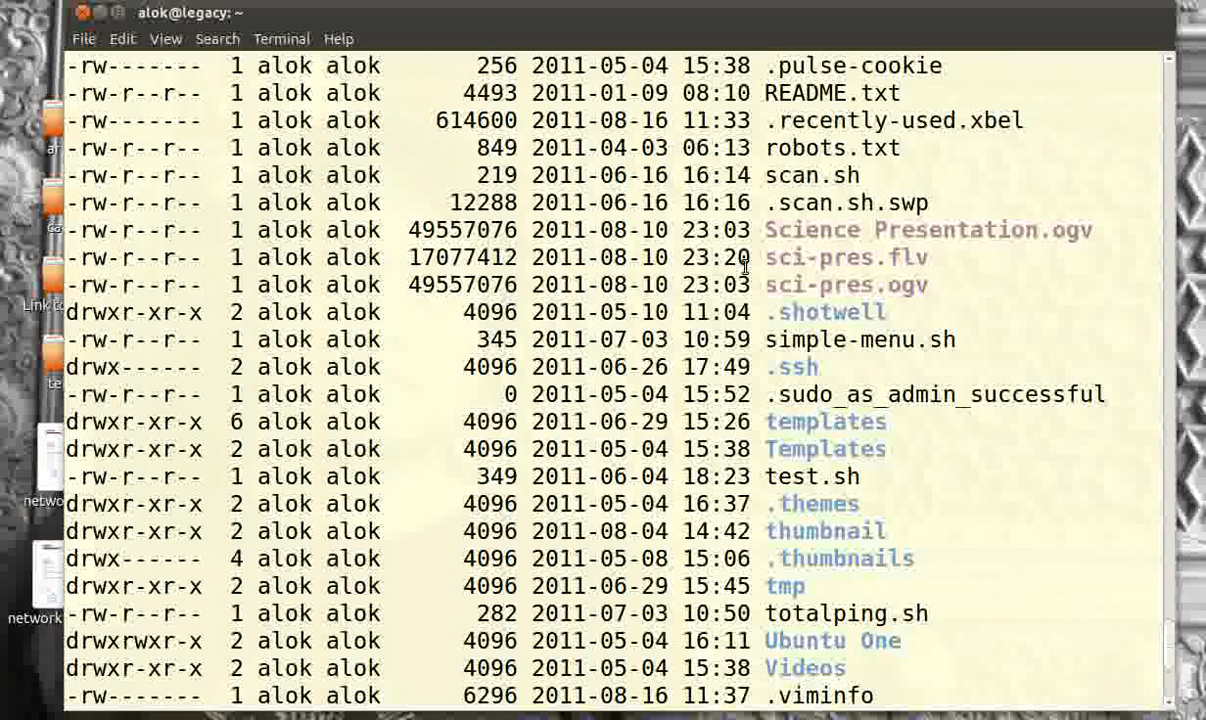 alok@legacy: ~
File Edit View Search Terminal Help
-rw------- 1 alok alok 256 2011-05-04 15:38 .pulse-cookie
-rw-r--r-- 1 alok alok 4493 2011-01-09 08:10 README.txt
-rw------- 1 alok alok 614600 2011-08-16 11:33 .recently-used.xbel
-rw-r--r-- 1 alok alok 849 2011-04-03 06:13 robots.txt
-rw-r--r-- 1 alok alok 219 2011-06-16 16:14 scan.sh
-rw-r--r-- 1 alok alok 12288 2011-06-16 16:16 .scan.sh.swp
-rw-r--r-- 1 alok alok 49557076 2011-08-10 23:03 Science Presentation.ogv
-rw-r--r-- 1 alok alok 17077412 2011-08-10 23:20 sci-pres.flv
-rw-r--r-- 1 alok alok 49557076 2011-08-10 23:03 sci-pres.ogv
drwxr-xr-x 2 alok alok 4096 2011-05-10 11:04 .shotwell
-rw-r--r-- 1 alok alok 345 2011-07-03 10:59 simple-menu.sh
drwx------ 2 alok alok 4096 2011-06-26 17:49 .ssh
-rw-r--r-- 1 alok alok 0 2011-05-04 15:52 .sudo_as_admin_successful
drwxr-xr-x 6 alok alok 4096 2011-06-29 15:26 templates
drwxr-xr-x 2 alok alok 4096 2011-05-04 15:38 Templates
-rw-r--r-- 1 alok alok 349 2011-06-04 18:23 test.sh
drwxr-xr-x 2 alok alok 4096 2011-05-04 16:37 .themes
drwxr-xr-x 2 alok alok 4096 2011-08-04 14:42 thumbnail
drwx------ 4 alok alok 4096 2011-05-08 15:06 .thumbnails
drwxr-xr-x 2 alok alok 4096 2011-06-29 15:45 tmp
-rw-r--r-- 1 alok alok 282 2011-07-03 10:50 totalping.sh
drwxrwxr-x 2 alok alok 4096 2011-05-04 16:11 Ubuntu One
drwxr-xr-x 2 alok alok 4096 2011-05-04 15:38 Videos
-rw------- 1 alok alok 6296 2011-08-16 11:37 .viminfo
Link
netwo
network